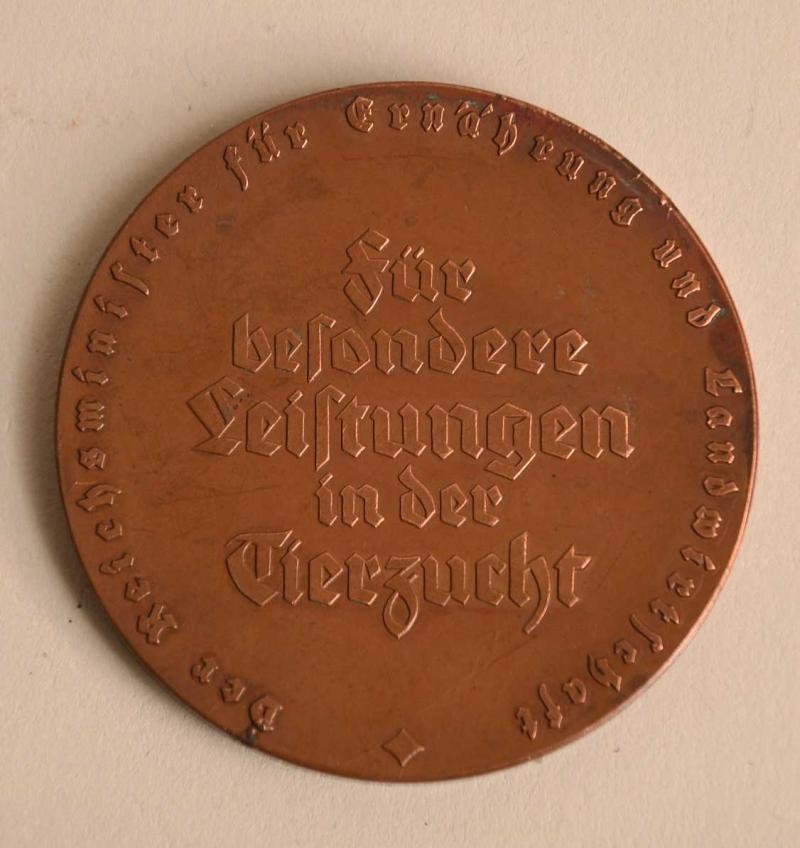 Der Reichsminister für Ernährung und Landwirtschaft
Für
besondere
Leistungen
in der
Tierzucht